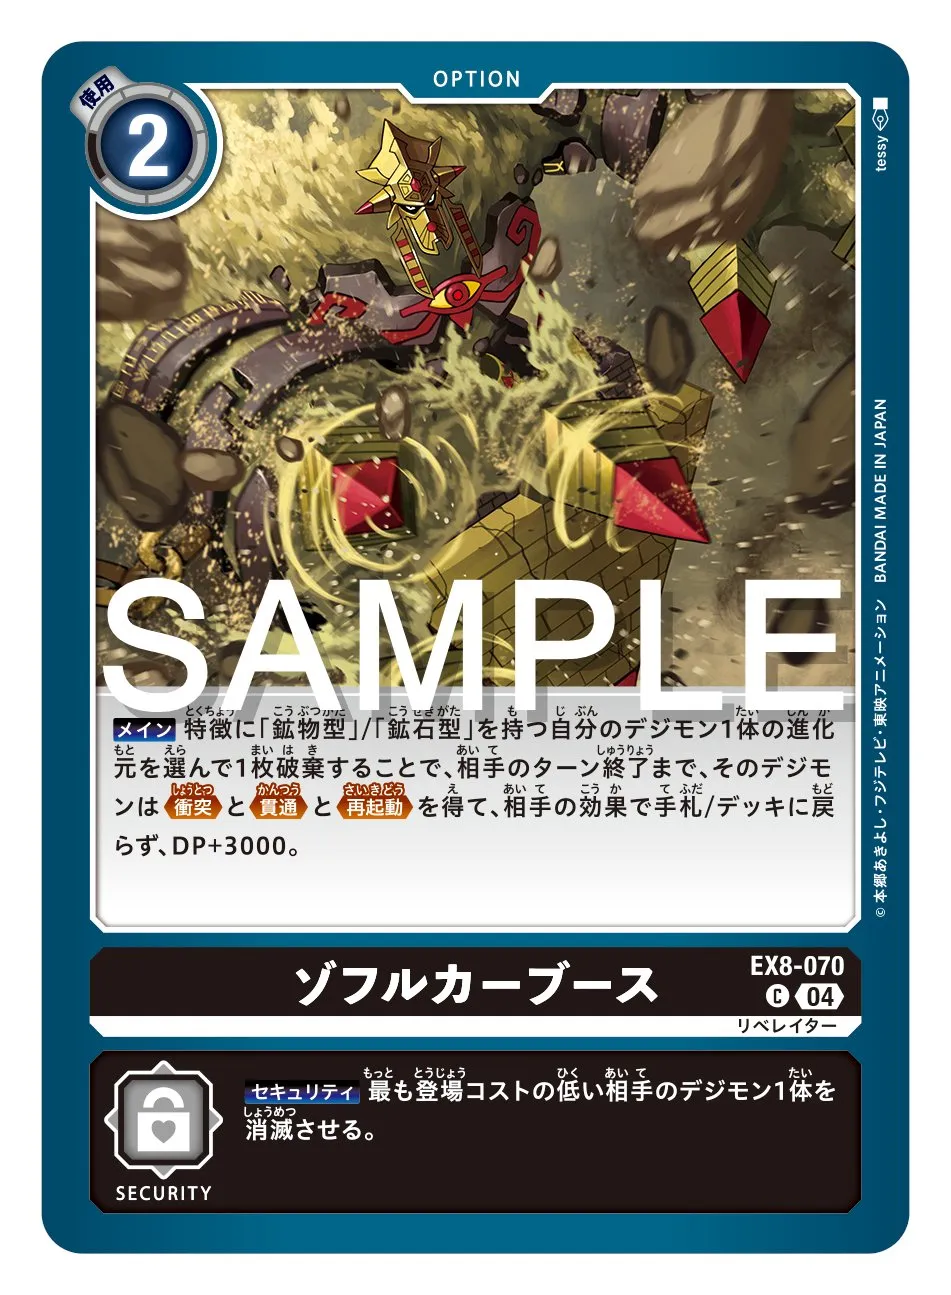 OPTION
使用
2
tessy
BANDAI MADE IN JAPAN
©本郷あきよし・フジテレビ・東映アニメーション
SAMPLE
メイン 特徴に「鉱物型」/「鉱石型」を持つ自分のデジモン1体の進化
元を選んで1枚破棄することで、相手のターン終了まで、そのデジモ
ンは 衝突 と 貫通 と 再起動 を得て、相手の効果で手札/デッキに戻
らず、DP+3000。
ゾフルカーブース
EX8-070
C 04
リベレイター
セキュリティ 最も登場コストの低い相手のデジモン1体を
消滅させる。
SECURITY